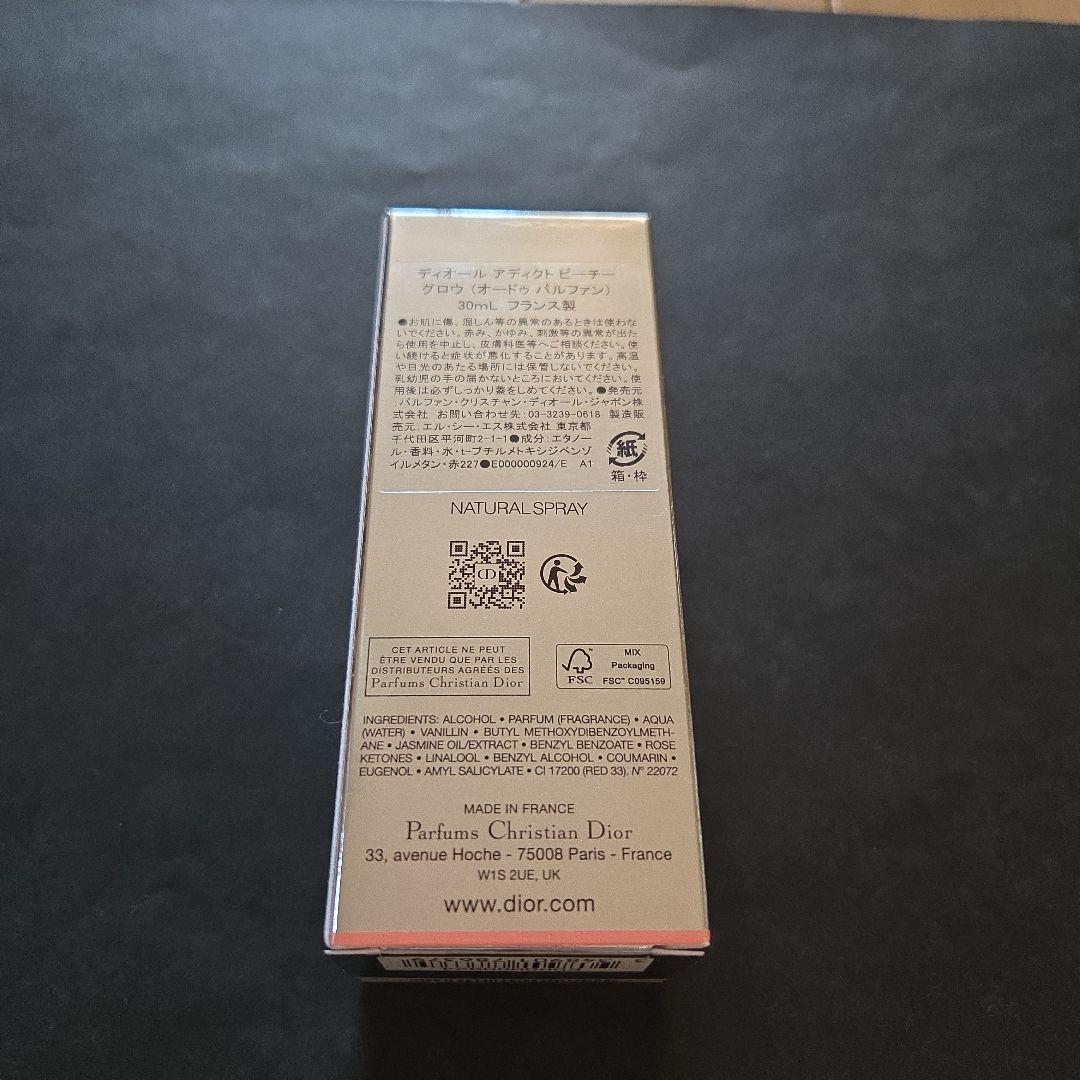 ディオール アディクト ピーチー
グロウ (オードゥ パルファン)
30mL フランス製
●お肌に傷、湿しん等の異常のあるときは使わな
いでください。赤み、かゆみ、刺激等の異常が出た
ら使用を中止し、皮膚科医等へご相談ください。使
い続けると症状が悪化することがあります。高温
や日光のあたる場所には保管しないでください。
乳幼児の手の届かないところにおいてください。使
用後は必ずしっかり蓋をしめてください。●発売元
:パルファン・クリスチャン・ディオール・ジャポン株
式会社 お問い合わせ先:03-3239-0618 製造販
売元:エル・シー・エス株式会社 東京都
千代田区平河町2-1-1●成分:エタノー
ル・香料・水・t-ブチルメトキシジベンゾ
イルメタン・赤227●E000000924/E A1
紙
箱・枠
NATURAL SPRAY
CD
CET ARTICLE NE PEUT
ÊTRE VENDU QUE PAR LES
DISTRIBUTEURS AGRÉÉS DES
Parfums Christian Dior
FSC™
MIX
Packaging
FSC™ C095159
INGREDIENTS: ALCOHOL • PARFUM (FRAGRANCE) • AQUA
(WATER) • VANILLIN • BUTYL METHOXYDIBENZOYLMETH-
ANE • JASMINE OIL/EXTRACT • BENZYL BENZOATE • ROSE
KETONES • LINALOOL • BENZYL ALCOHOL • COUMARIN •
EUGENOL • AMYL SALICYLATE • CI 17200 (RED 33). N° 22072
MADE IN FRANCE
Parfums Christian Dior
33, avenue Hoche - 75008 Paris - France
W1S 2UE, UK
www.dior.com